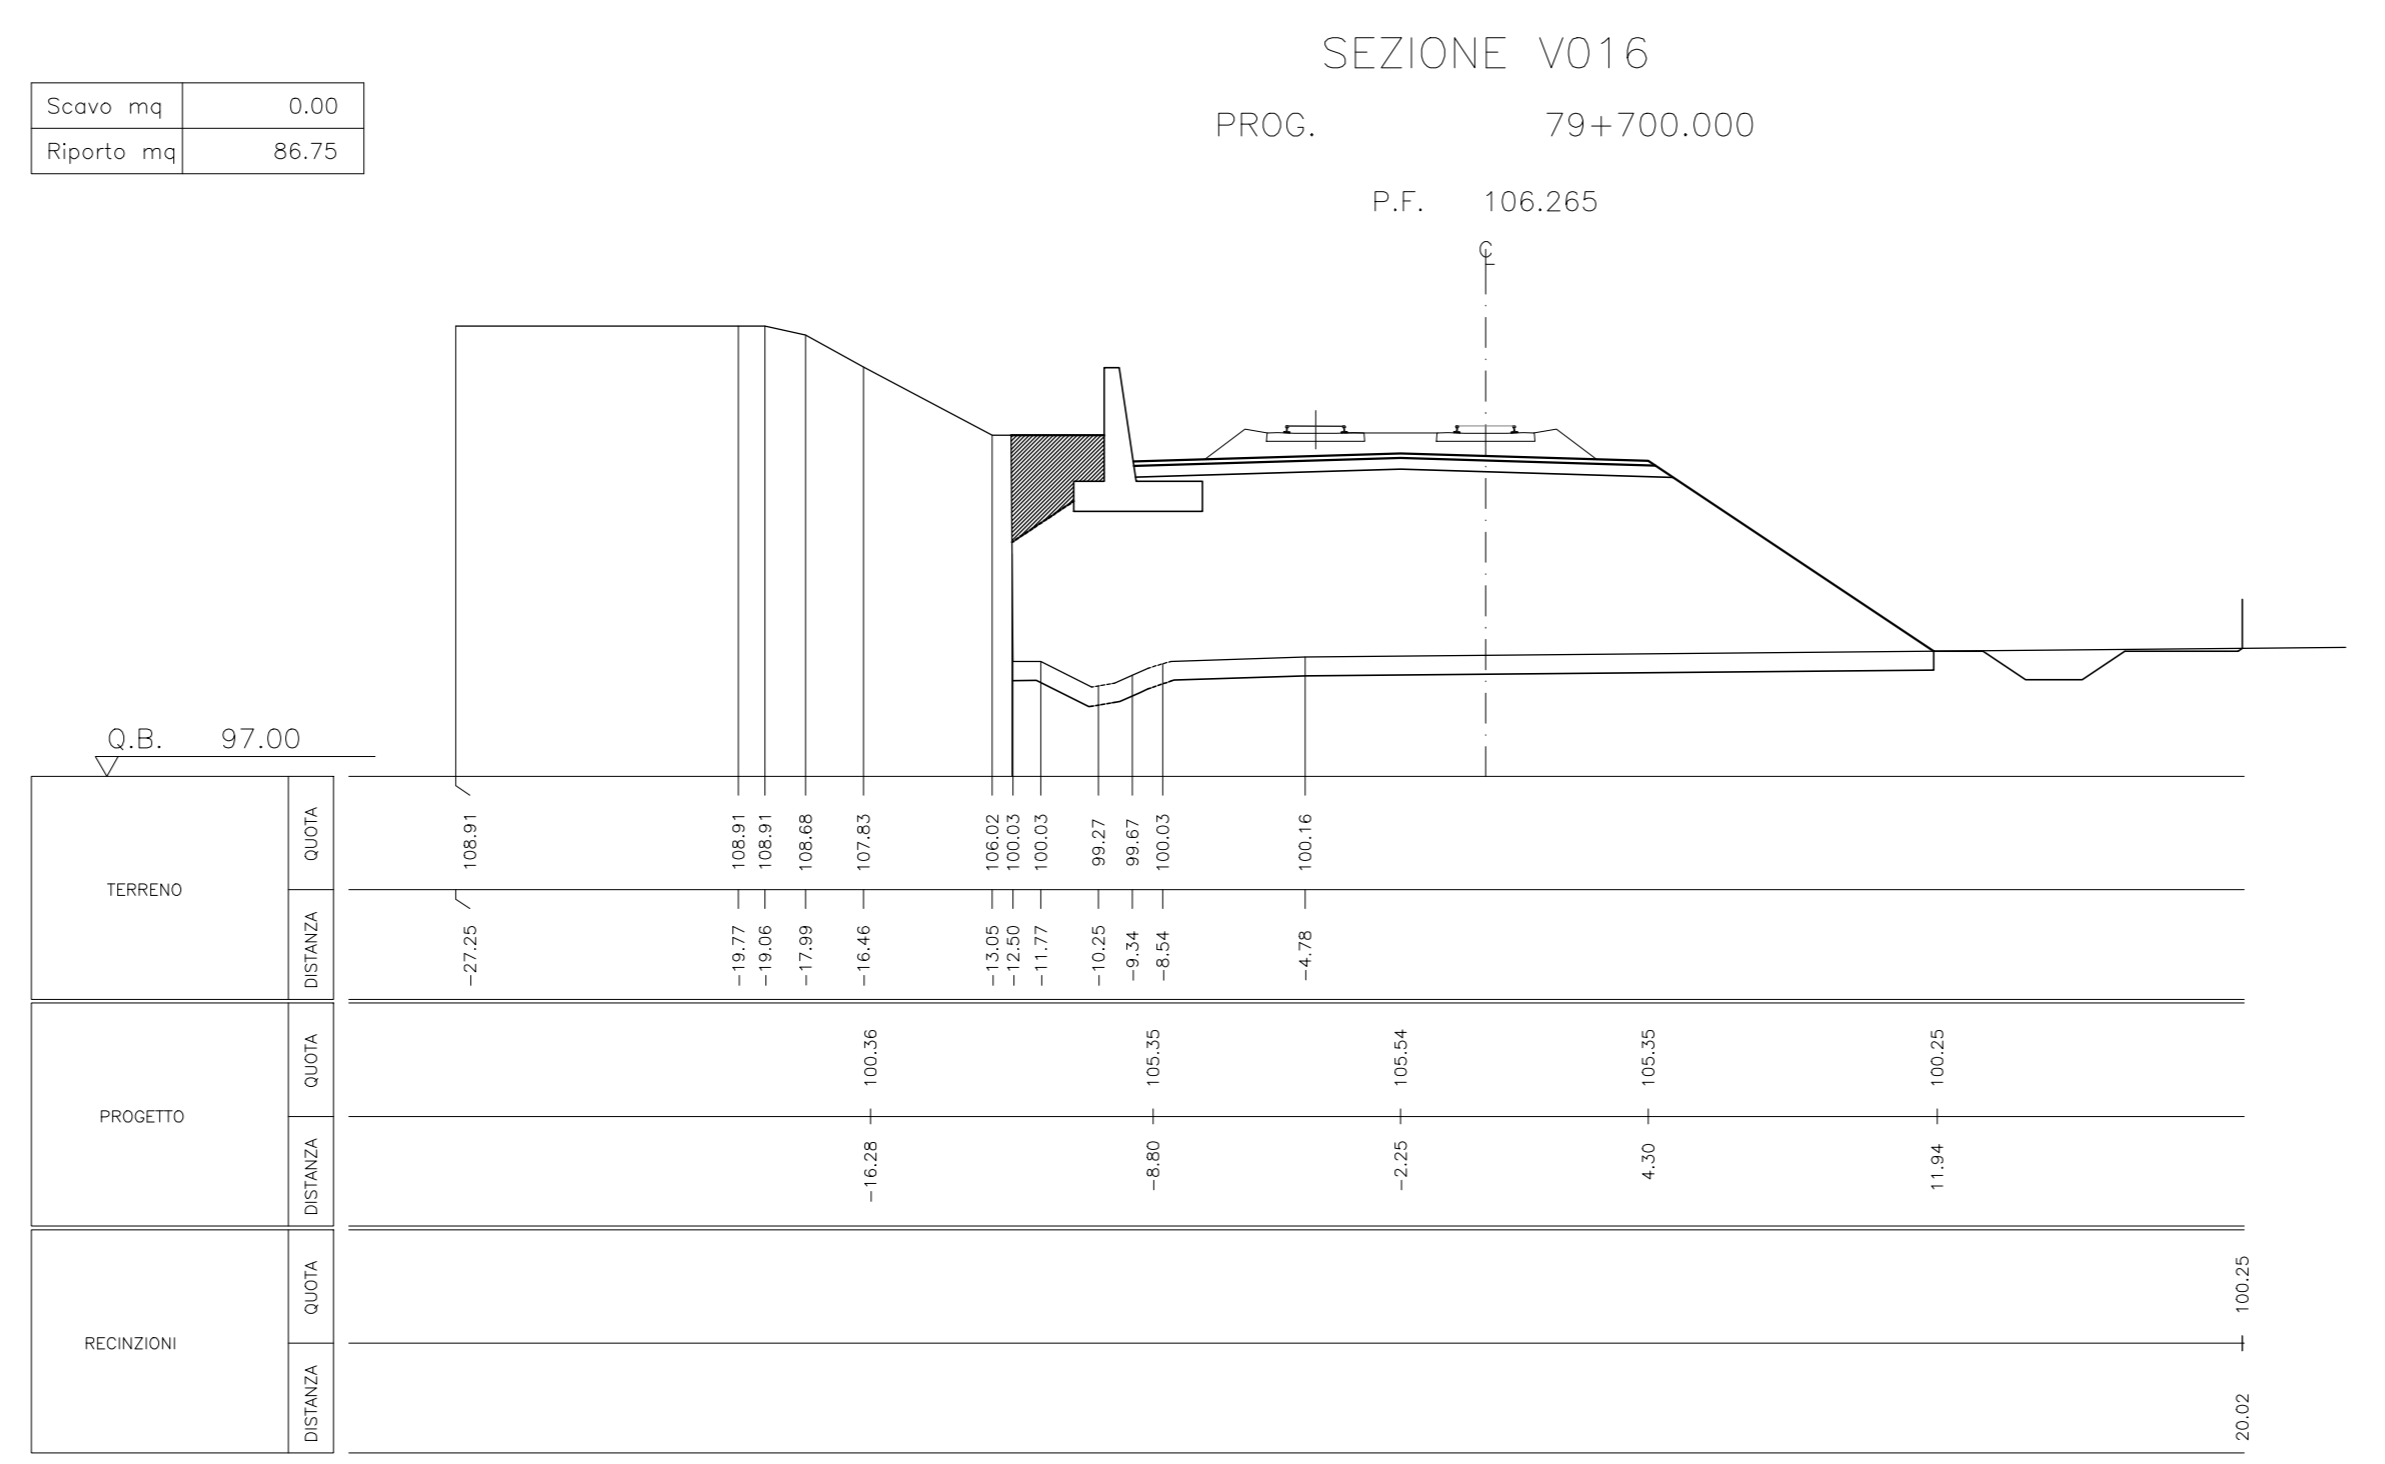 SEZIONE V016
PROG. 79+700.000
P.F. 106.265
Scavo mq 0.00
Riporto mq 86.75
Q.B. 97.00
TERRENO
QUOTA
108.91 108.91 108.91 108.68 107.83 106.02 100.03 100.03 99.27 99.67 100.03 100.16
DISTANZA
-27.25 -19.77 -19.06 -17.99 -16.46 -13.05 -12.50 -11.77 -10.25 -9.34 -8.54 -4.78
PROGETTO
QUOTA
100.36 105.35 105.54 105.35 100.25
DISTANZA
-16.28 -8.80 -2.25 4.30 11.94
RECINZIONI
QUOTA
100.25
DISTANZA
20.02